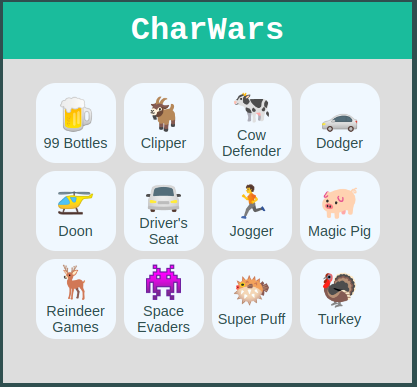 CharWars
99 Bottles
Clipper
Cow
Defender
Dodger
Doon
Driver's
Seat
Jogger
Magic Pig
Reindeer
Games
Space
Evaders
Super Puff
Turkey